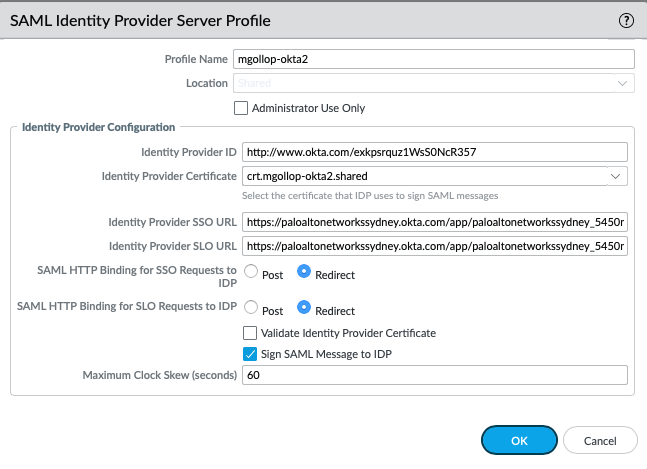 SAML Identity Provider Server Profile
?
Profile Name mgollop-okta2
Location Shared
Administrator Use Only
Identity Provider Configuration
Identity Provider ID http://www.okta.com/exkpsrquz1WsS0NcR357
Identity Provider Certificate crt.mgollop-okta2.shared
Select the certificate that IDP uses to sign SAML messages
Identity Provider SSO URL https://paloaltonetworkssydney.okta.com/app/paloaltonetworkssydney_5450r
Identity Provider SLO URL https://paloaltonetworkssydney.okta.com/app/paloaltonetworkssydney_5450r
SAML HTTP Binding for SSO Requests to
IDP
Post Redirect
SAML HTTP Binding for SLO Requests to IDP
Post Redirect
Validate Identity Provider Certificate
Sign SAML Message to IDP
Maximum Clock Skew (seconds) 60
OK Cancel